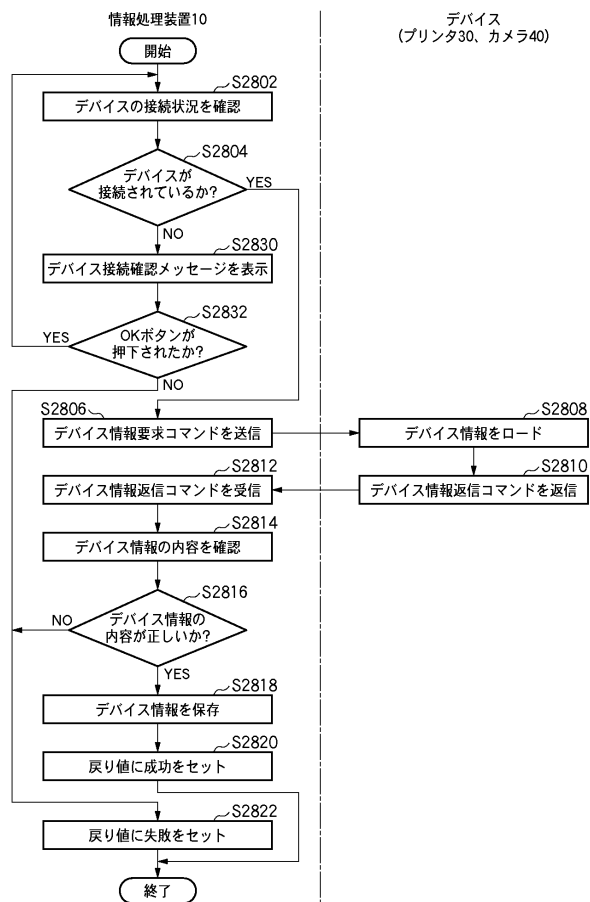 情報処理装置10
デバイス
(プリンタ30、カメラ40)
開始
S2802
デバイスの接続状況を確認
S2804
デバイスが
接続されているか?
YES
NO
S2830
デバイス接続確認メッセージを表示
S2832
OKボタンが
押下されたか?
YES
NO
S2806
デバイス情報要求コマンドを送信
S2808
デバイス情報をロード
S2812
デバイス情報返信コマンドを受信
S2810
デバイス情報返信コマンドを返信
S2814
デバイス情報の内容を確認
S2816
デバイス情報の
内容が正しいか?
NO
YES
S2818
デバイス情報を保存
S2820
戻り値に成功をセット
S2822
戻り値に失敗をセット
終了